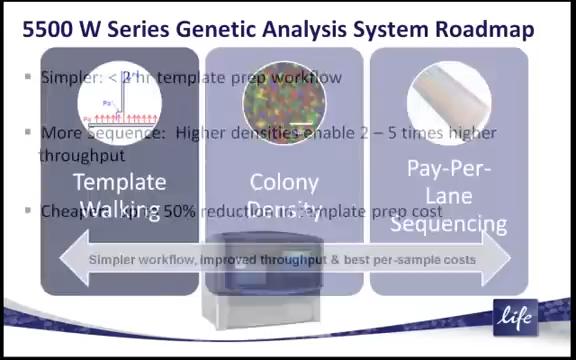 5500 W Series Genetic Analysis System Roadmap
Simpler: < 2 hr template prep workflow
More Sequence: Higher densities enable 2 – 5 times higher
throughput
Template
Walking
Colony
Density
Pay-Per-
Lane
Sequencing
50% reduction in template prep cost
Simpler workflow, improved throughput & best per-sample costs
life